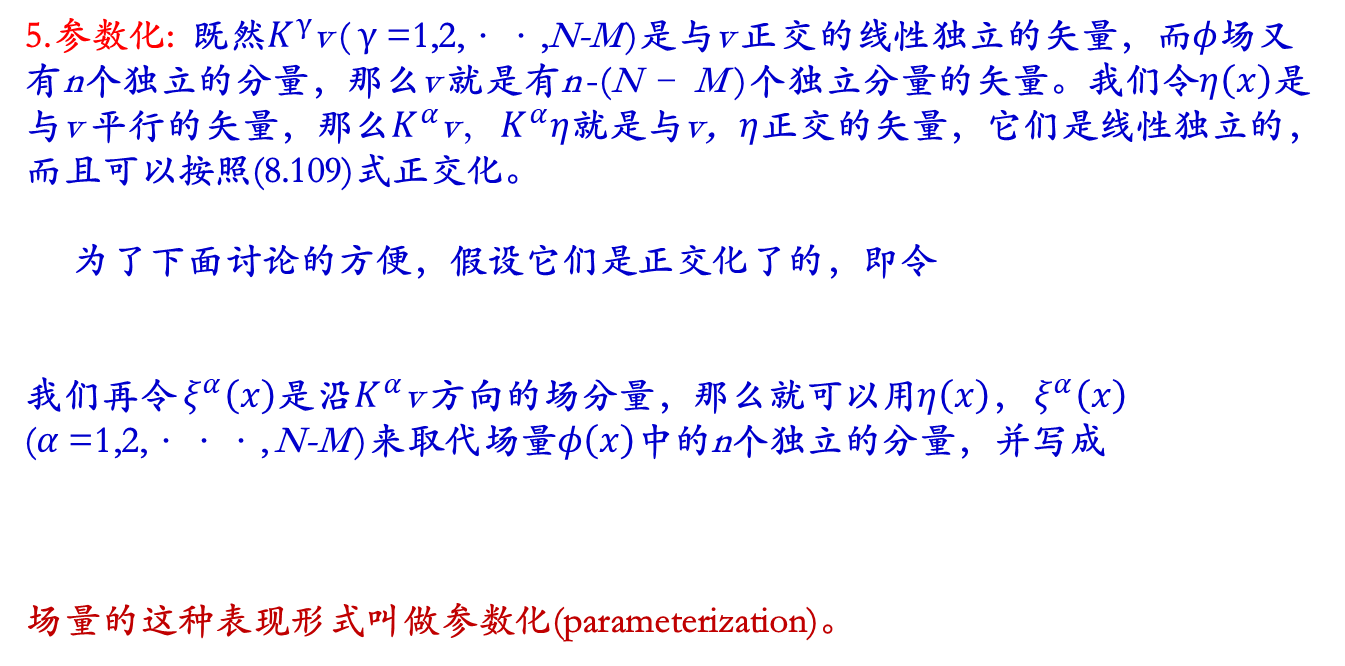 5.参数化: 既然K^γ v(γ=1,2,···,N-M)是与v正交的线性独立的矢量，而ϕ场又
有n个独立的分量，那么v就是有n-(N − M)个独立分量的矢量。我们令η(x)是
与v平行的矢量，那么K^α v, K^α η就是与v，η正交的矢量，它们是线性独立的，
而且可以按照(8.109)式正交化。
为了下面讨论的方便，假设它们是正交化了的，即令
我们再令ξ^α(x)是沿K^α v方向的场分量，那么就可以用η(x)，ξ^α(x)
(α =1,2,···,N-M)来取代场量ϕ(x)中的n个独立的分量，并写成
场量的这种表现形式叫做参数化(parameterization)。